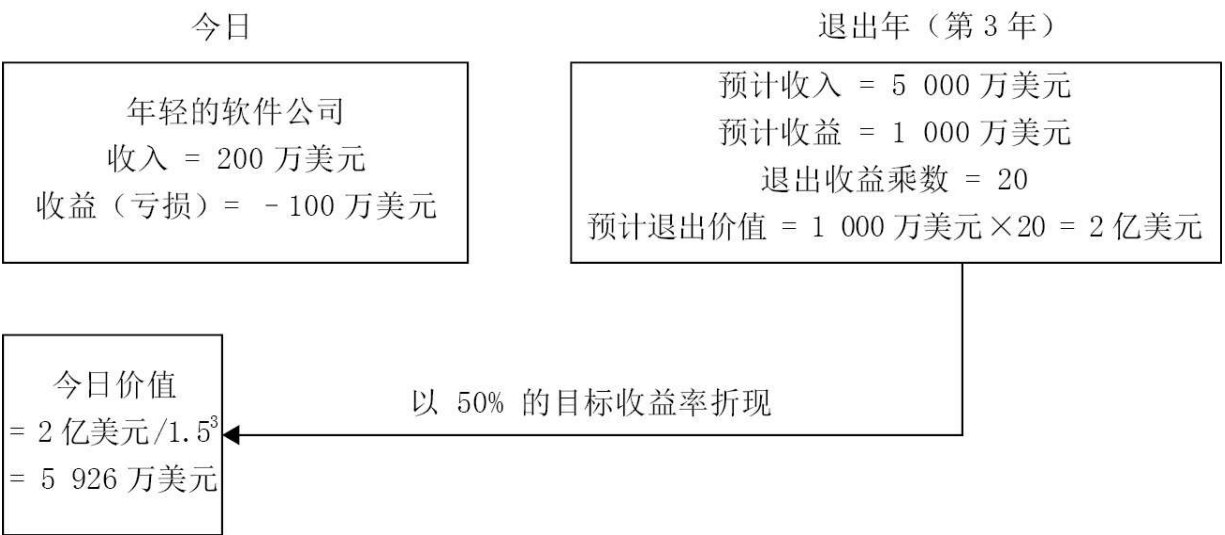 今日
年轻的软件公司
收入 = 200 万美元
收益（亏损）= －100 万美元
退出年（第 3 年）
预计收入 = 5 000 万美元
预计收益 = 1 000 万美元
退出收益乘数 = 20
预计退出价值 = 1 000 万美元×20 = 2 亿美元
以 50% 的目标收益率折现
今日价值
= 2 亿美元/1.5³
= 5 926 万美元